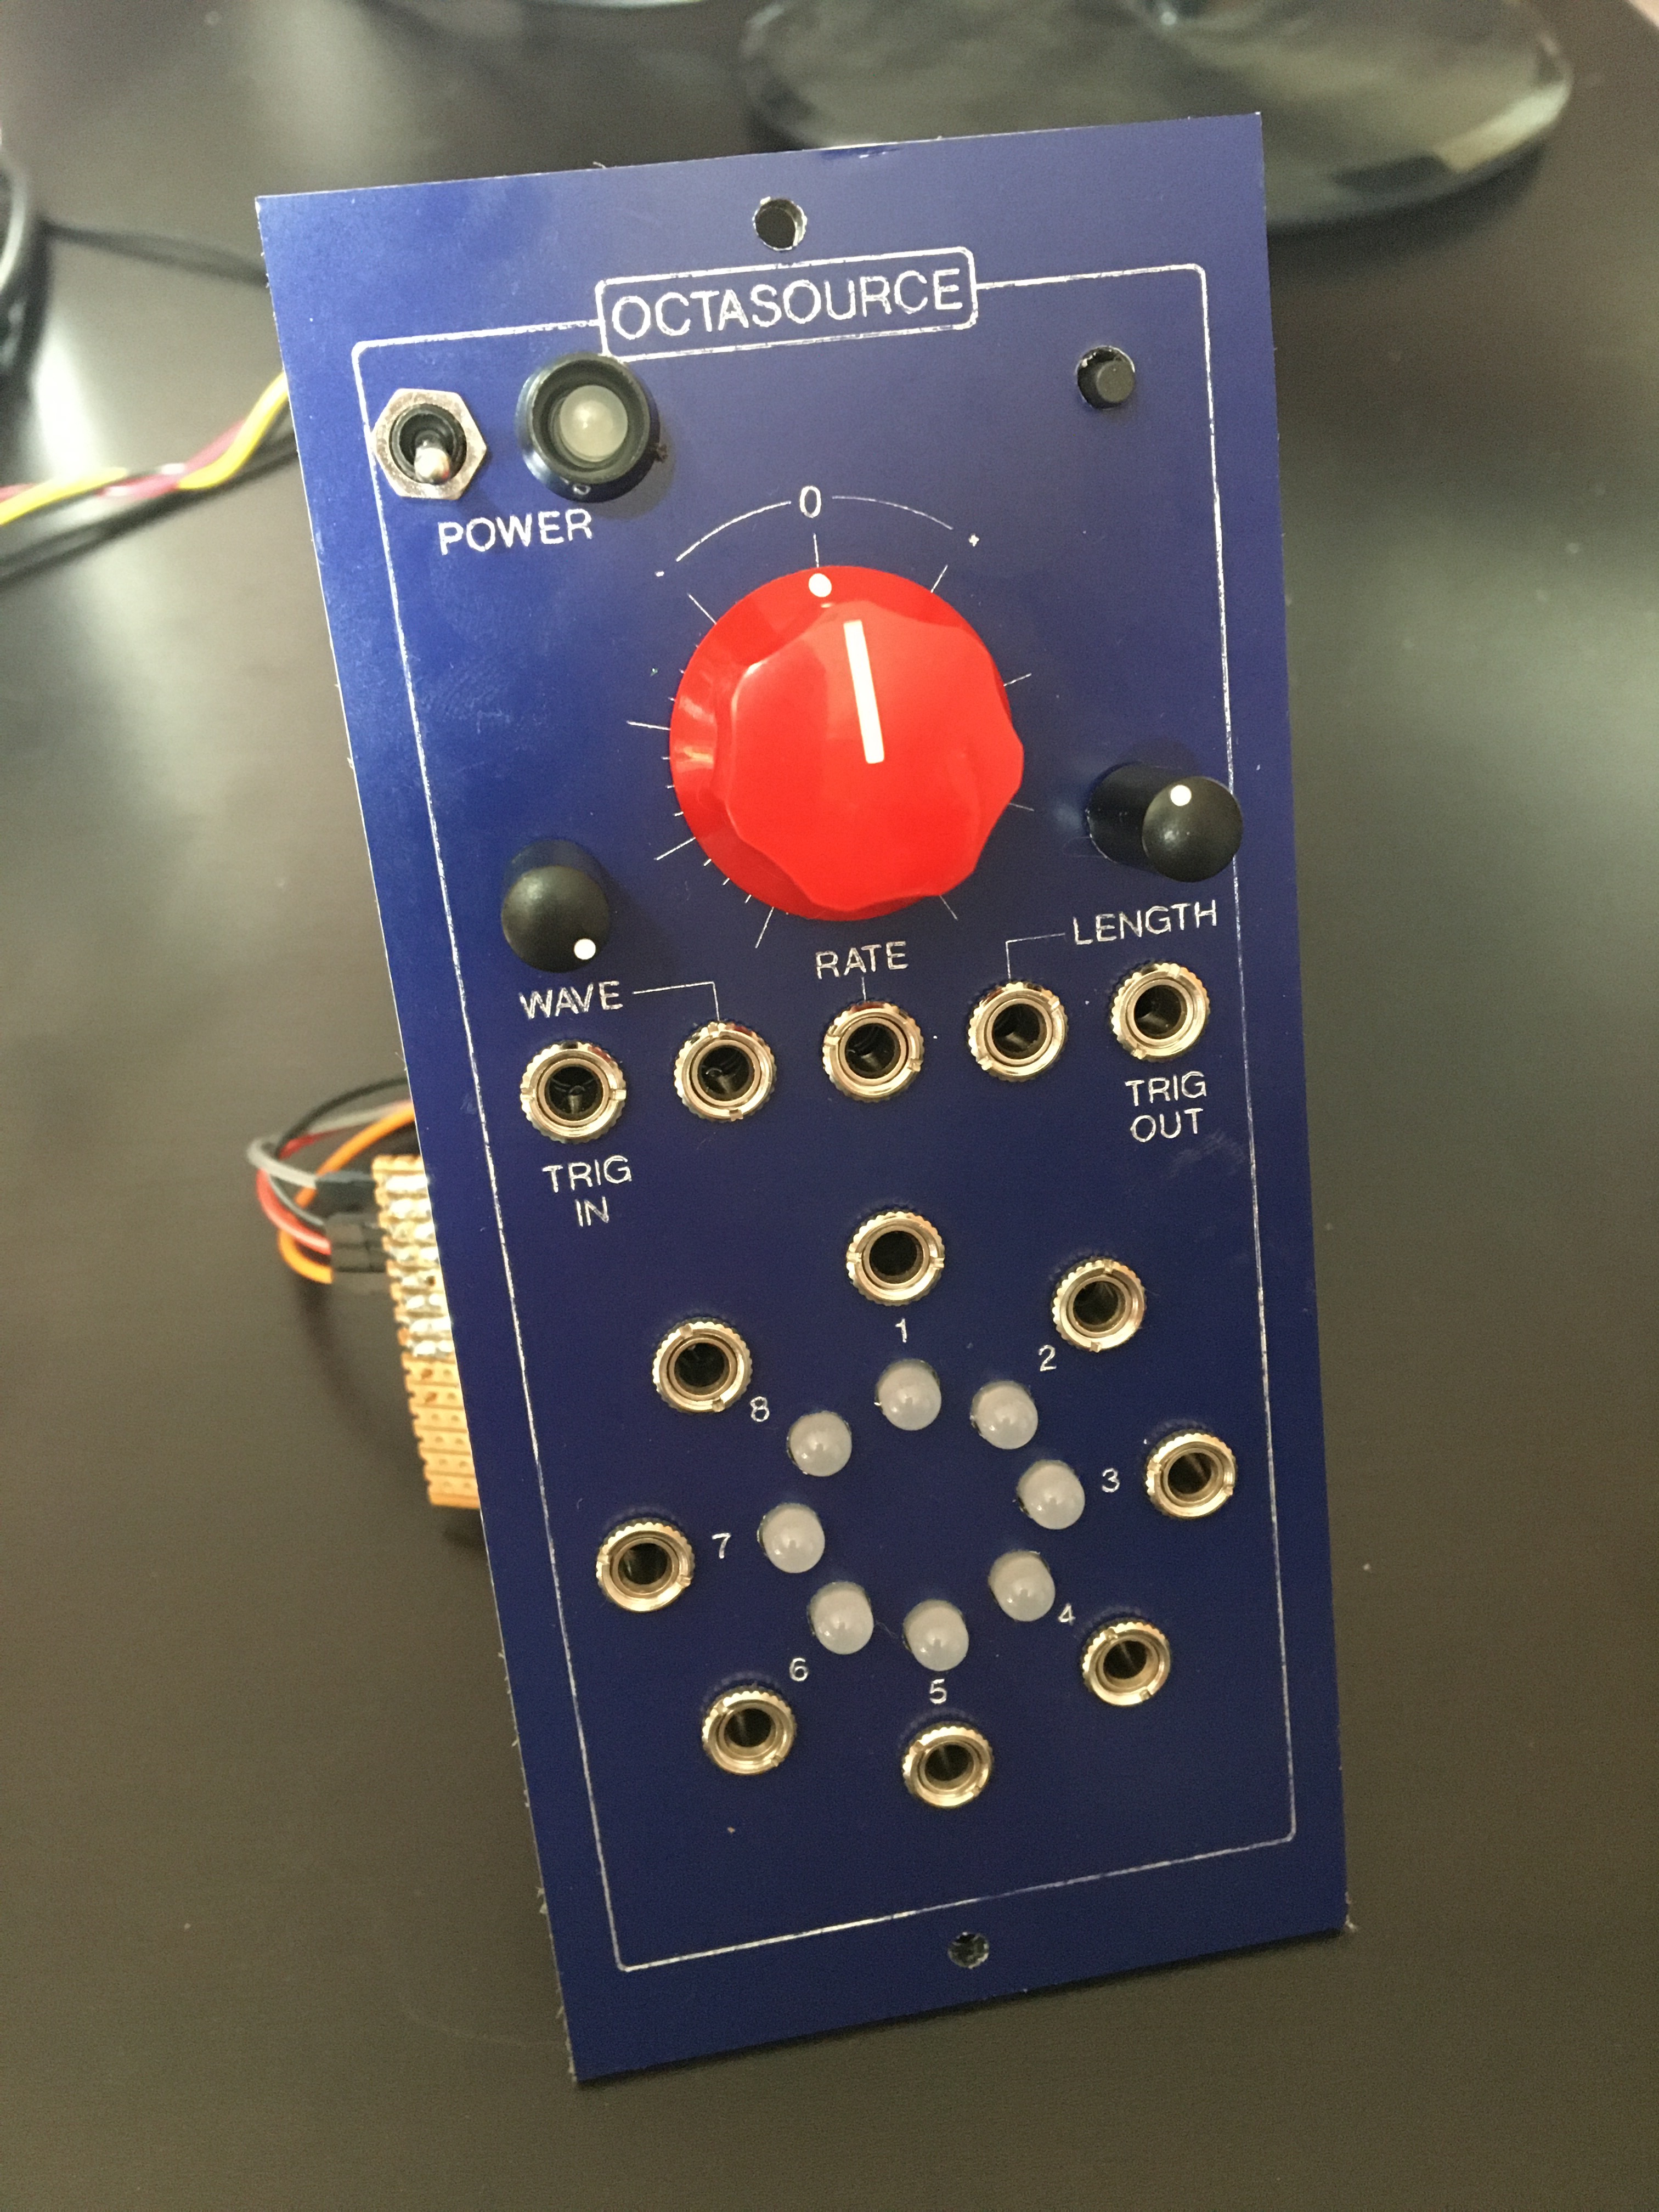 OCTASOURCE
POWER
- 0 +
LENGTH
RATE
WAVE
TRIG
OUT
TRIG
IN
1
2
8
3
7
4
6
5